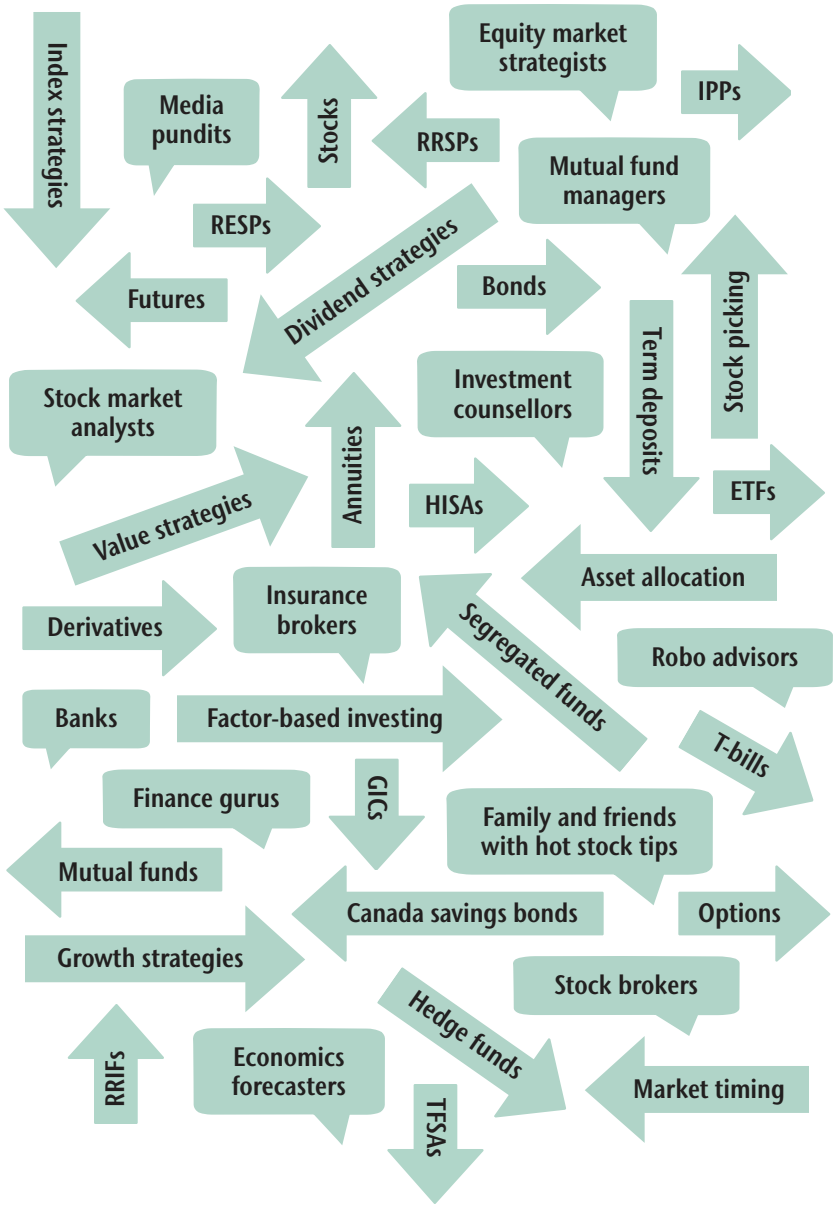 Index strategies
Media
pundits
Stocks
Equity market
strategists
IPPs
RRSPs
Mutual fund
managers
RESPs
Dividend strategies
Futures
Bonds
Stock picking
Term deposits
Stock market
analysts
Investment
counsellors
Annuities
Value strategies
HISAs
ETFs
Asset allocation
Derivatives
Insurance
brokers
Segregated funds
Robo advisors
Banks
Factor-based investing
T-bills
GICs
Finance gurus
Family and friends
with hot stock tips
Mutual funds
Canada savings bonds
Options
Growth strategies
Stock brokers
Hedge funds
RRIFs
Economics
forecasters
Market timing
TFSAs